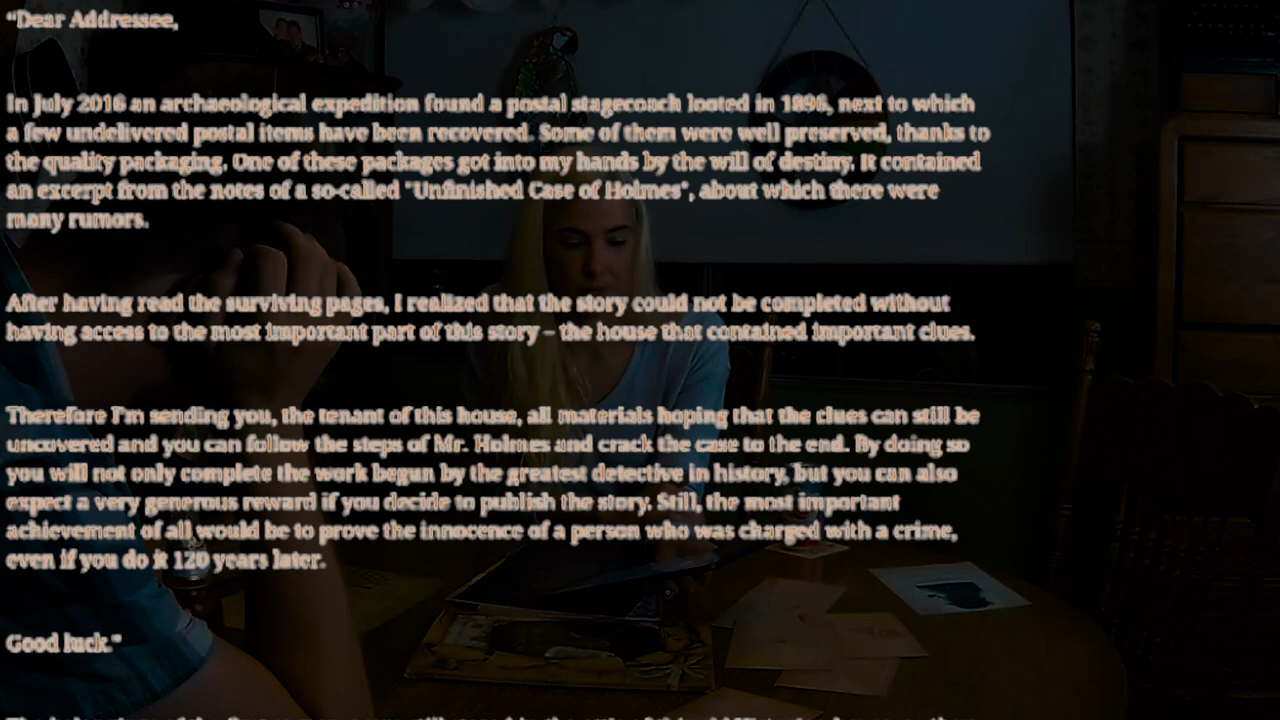 "Dear Addressee,
In July 2016 an archaeological expedition found a postal stagecoach looted in 1896, next to which
a few undelivered postal items have been recovered. Some of them were well preserved, thanks to
the quality packaging. One of these packages got into my hands by the will of destiny. It contained
an excerpt from the notes of a so-called "Unfinished Case of Holmes", about which there were
many rumors.
After having read the surviving pages, I realized that the story could not be completed without
having access to the most important part of this story – the house that contained important clues.
Therefore I'm sending you, the tenant of this house, all materials hoping that the clues can still be
uncovered and you can follow the steps of Mr. Holmes and crack the case to the end. By doing so
you will not only complete the work begun by the greatest detective in history, but you can also
expect a very generous reward if you decide to publish the story. Still, the most important
achievement of all would be to prove the innocence of a person who was charged with a crime,
even if you do it 120 years later.
Good luck."